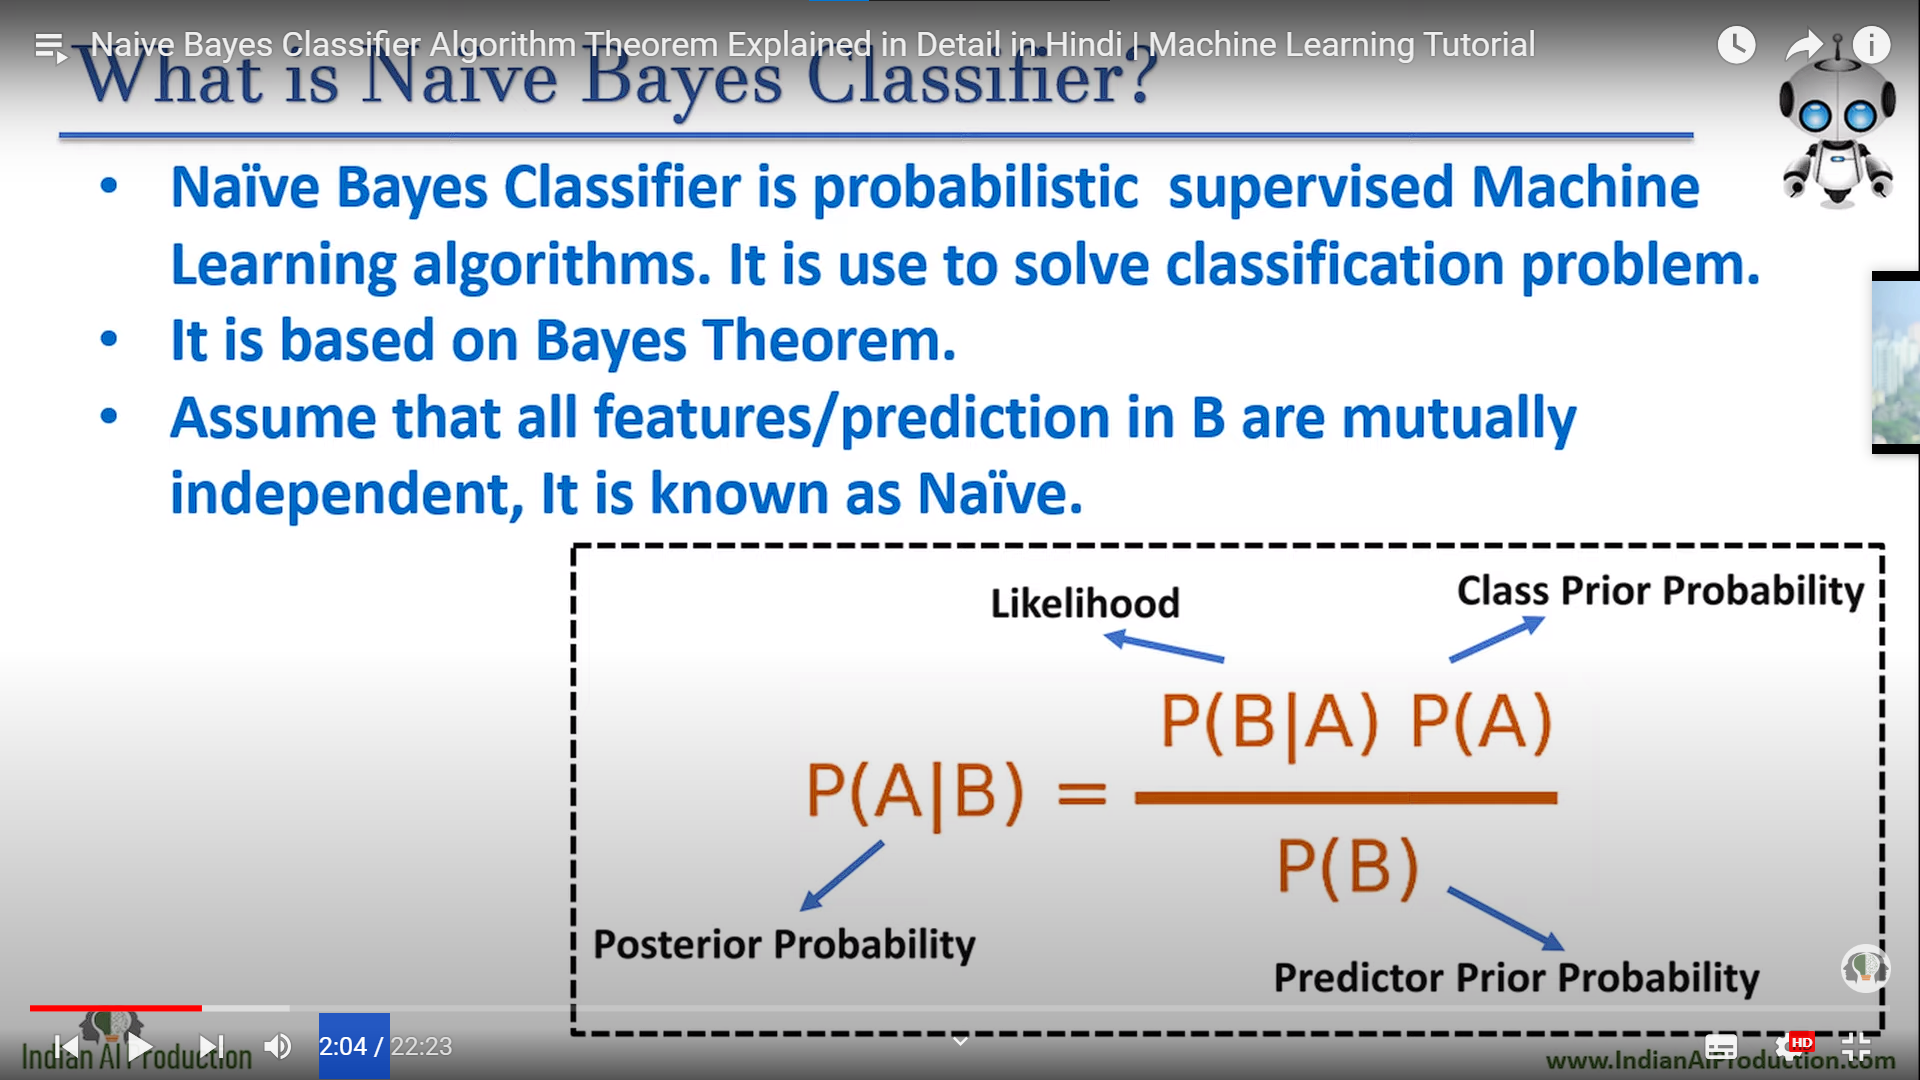 Naive Bayes Classifier Algorithm Theorem Explained in Detail in Hindi | Machine Learning Tutorial
What is Naïve Bayes Classifier?
• Naïve Bayes Classifier is probabilistic supervised Machine
Learning algorithms. It is use to solve classification problem.
• It is based on Bayes Theorem.
• Assume that all features/prediction in B are mutually
independent, It is known as Naïve.
Likelihood
Class Prior Probability
P(B|A) P(A)
P(A|B) =
P(B)
Posterior Probability
Predictor Prior Probability
2:04 / 22:23
HD
Indian AI Production
www.IndianAIProduction.com